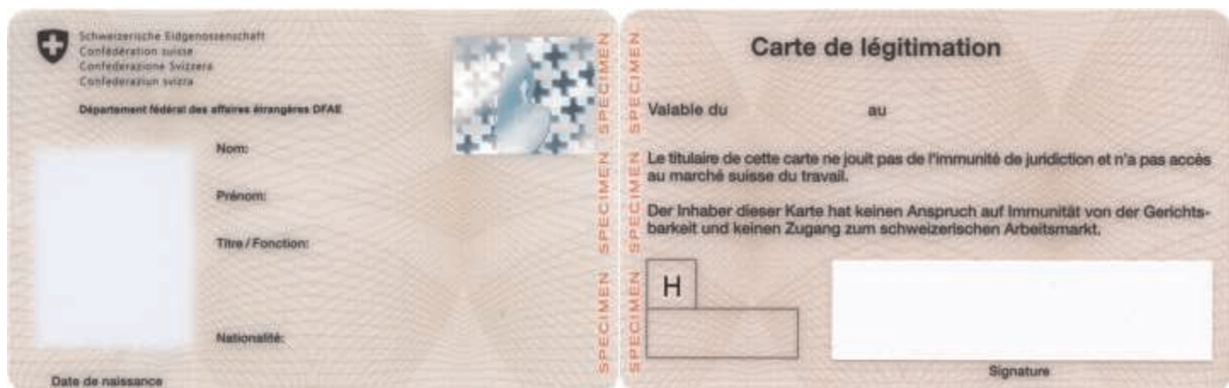 Schweizerische Eidgenossenschaft
Confédération suisse
Confederazione Svizzera
Confederaziun svizra
Département fédéral des affaires étrangères DFAE
Nom:
Prénom:
Titre / Fonction:
Nationalité:
Date de naissance
SPECIMEN SPECIMEN SPECIMEN
SPECIMEN SPECIMEN SPECIMEN
Carte de légitimation
Valable du au
Le titulaire de cette carte ne jouit pas de l'immunité de juridiction et n'a pas accès
au marché suisse du travail.
Der Inhaber dieser Karte hat keinen Anspruch auf Immunität von der Gerichts-
barkeit und keinen Zugang zum schweizerischen Arbeitsmarkt.
H
Signature